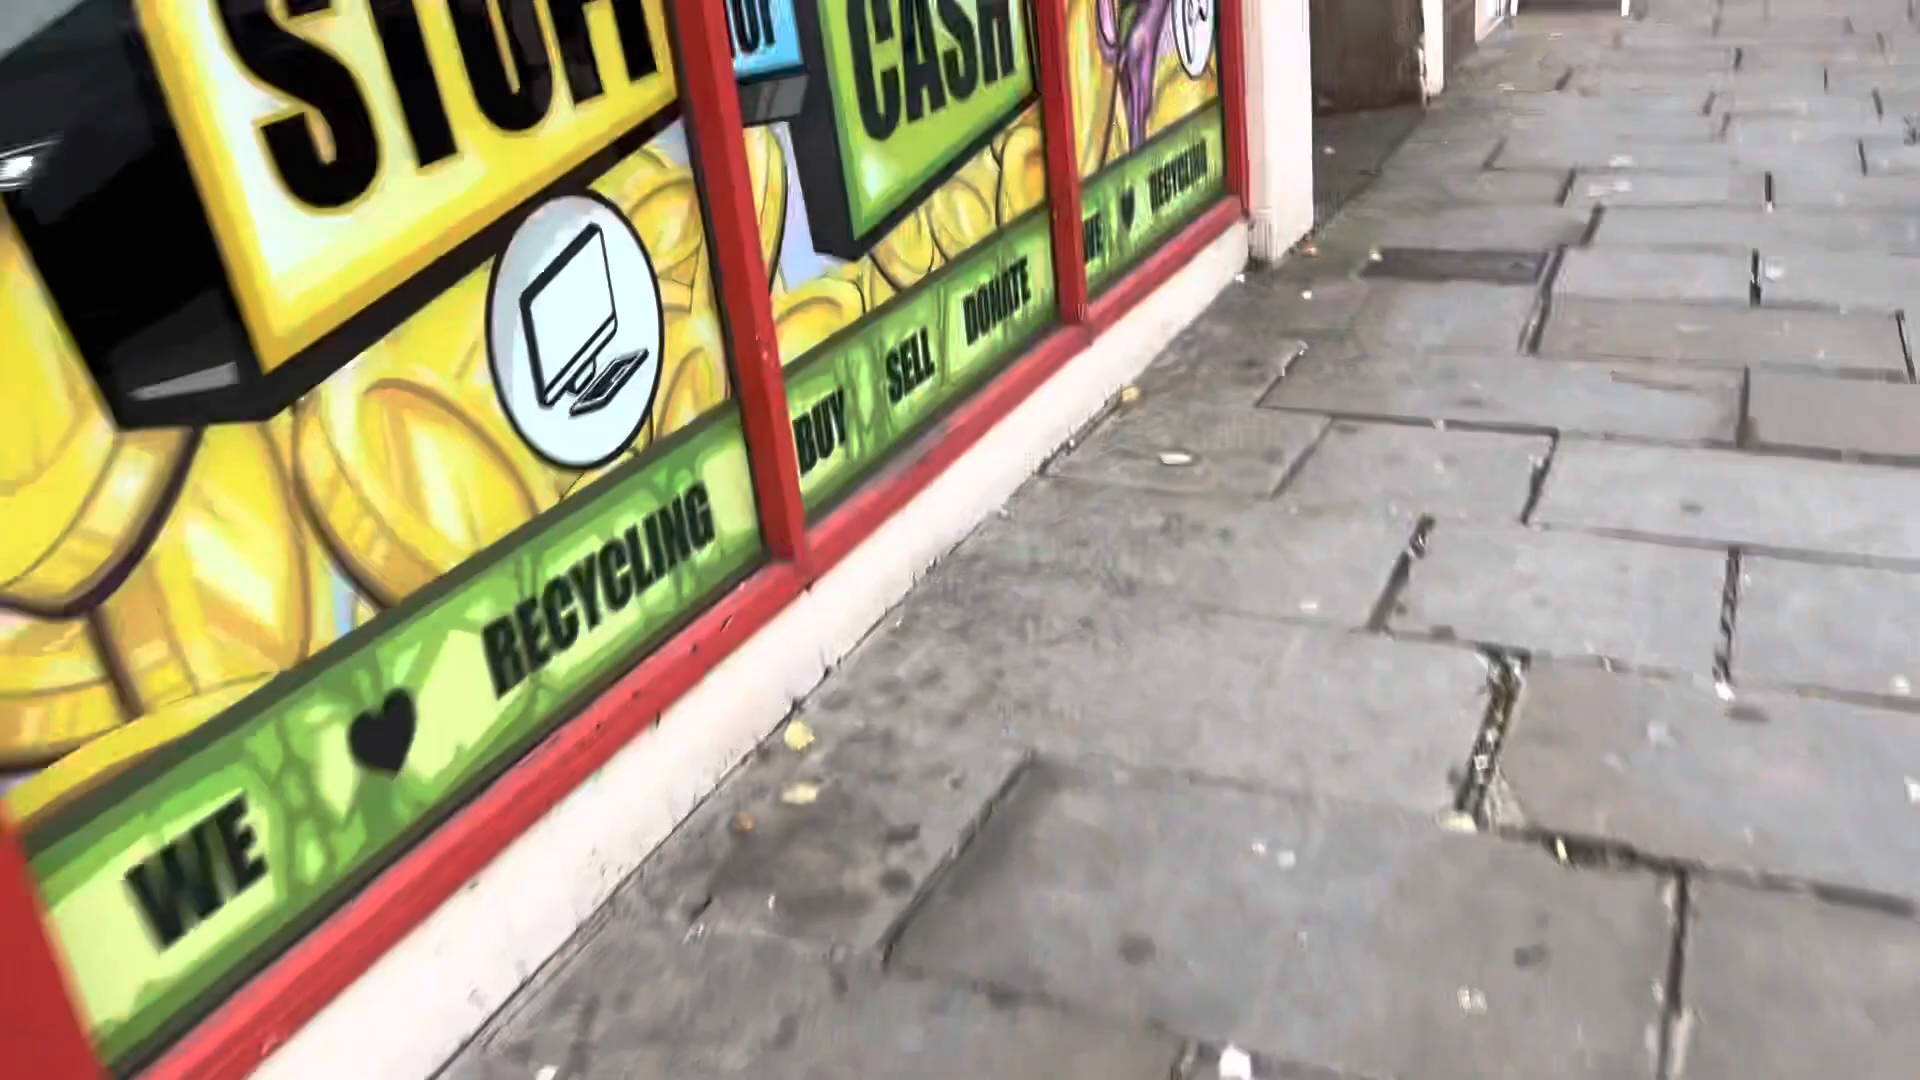 CASH
WE ♥ RECYCLING
BUY SELL DONATE
WE ♥ RECYCLING